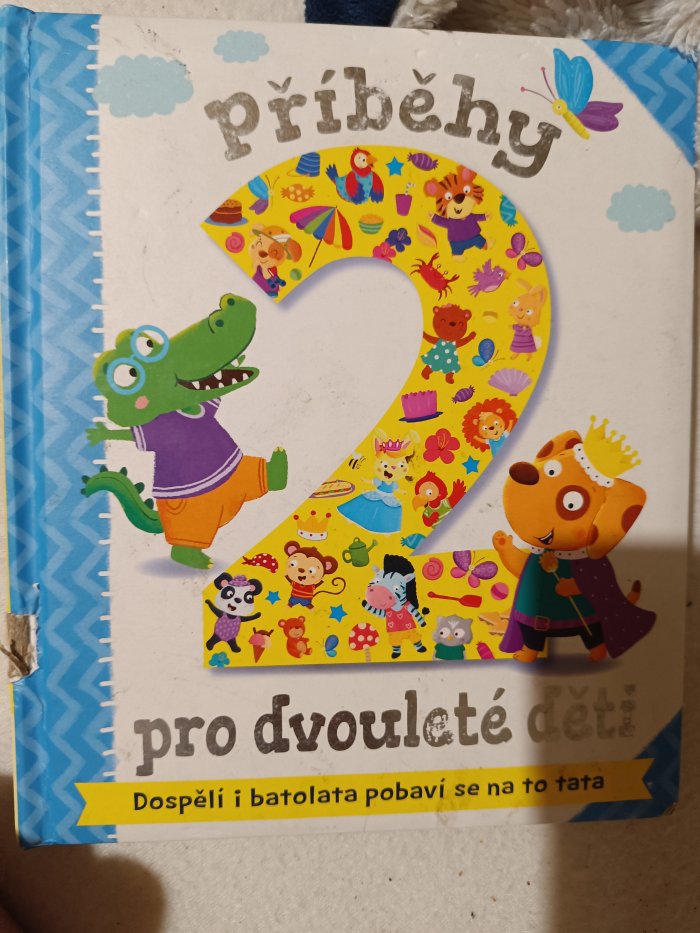 příběhy
2
pro dvouleté děti
Dospělí i batolata pobaví se na to tata